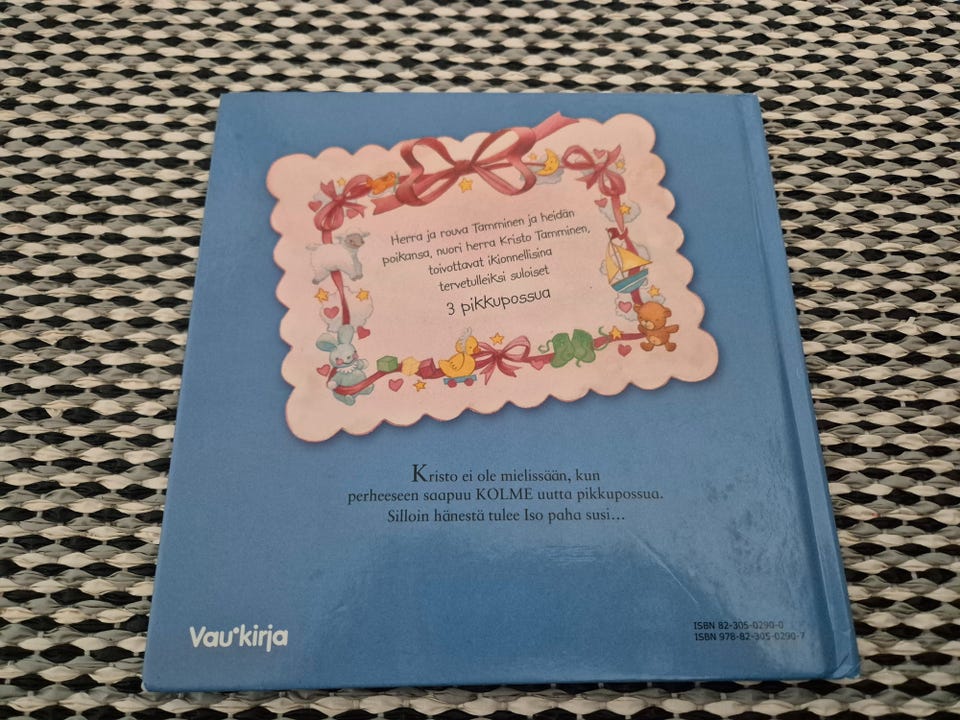 Herra ja rouva Tamminen ja heidän
poikansa, nuori herra Kristo Tamminen,
toivottavat ikionnellisina
tervetulleiksi suloiset
3 pikkupossua
Kristo ei ole mielissään, kun
perheeseen saapuu KOLME uutta pikkupossua.
Silloin hänestä tulee Iso paha susi...
Vau•kirja
ISBN 82-305-0290-0
ISBN 978-82-305-0290-7